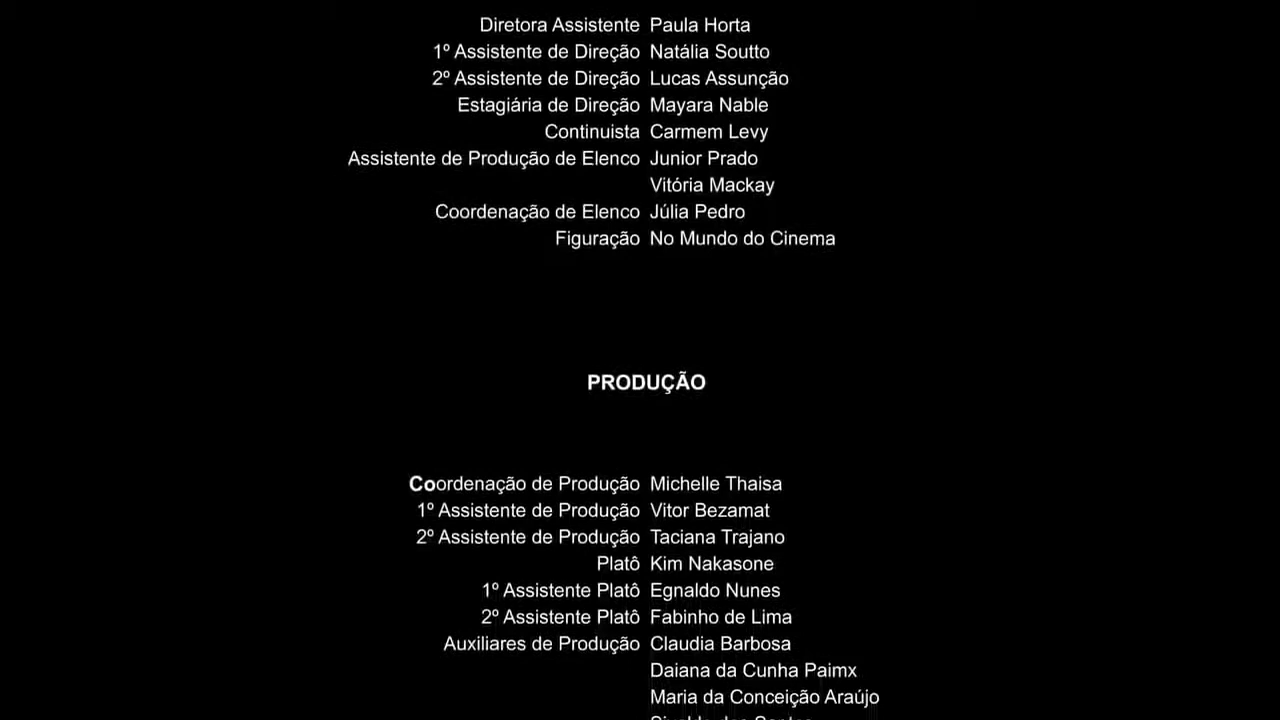 Diretora Assistente Paula Horta
1º Assistente de Direção Natália Soutto
2º Assistente de Direção Lucas Assunção
Estagiária de Direção Mayara Nable
Continuista Carmem Levy
Assistente de Produção de Elenco Junior Prado
Vitória Mackay
Coordenação de Elenco Júlia Pedro
Figuração No Mundo do Cinema
PRODUÇÃO
Coordenação de Produção Michelle Thaisa
1º Assistente de Produção Vitor Bezamat
2º Assistente de Produção Taciana Trajano
Platô Kim Nakasone
1º Assistente Platô Egnaldo Nunes
2º Assistente Platô Fabinho de Lima
Auxiliares de Produção Claudia Barbosa
Daiana da Cunha Paimx
Maria da Conceição Araújo